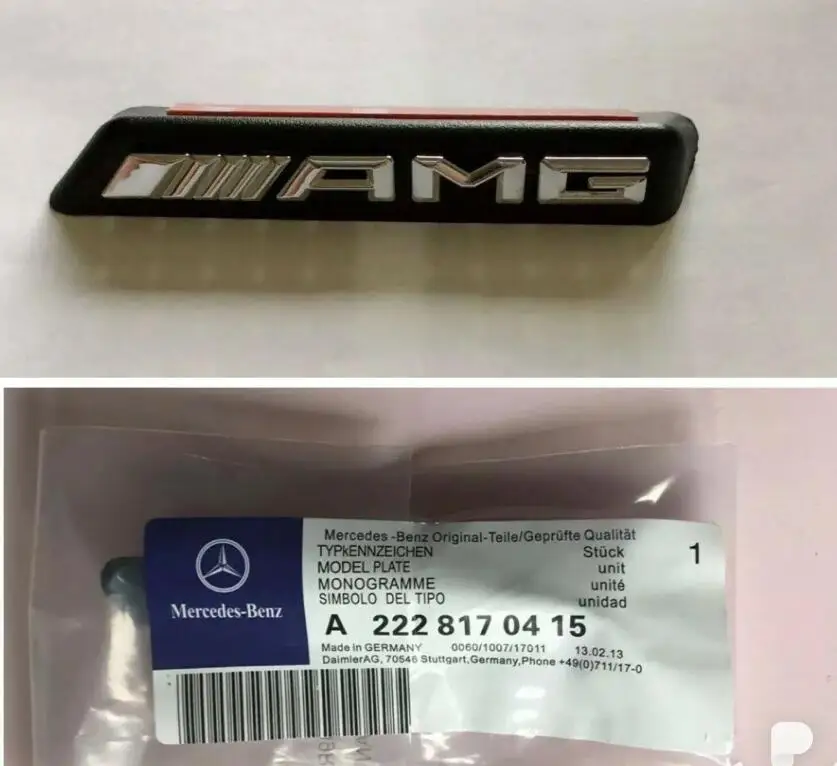 AMG
Mercedes-Benz
Mercedes -Benz Original-Teile/Geprüfte Qualität
TYPkENNZEICHEN Stück 1
MODEL PLATE unit
MONOGRAMME unité
SIMBOLO DEL TIPO unidad
A 222 817 04 15
Made in GERMANY 0060/1007/17011 13.02.13
DaimlerAG, 70546 Stuttgart,Germany,Phone +49(0)711/17-0